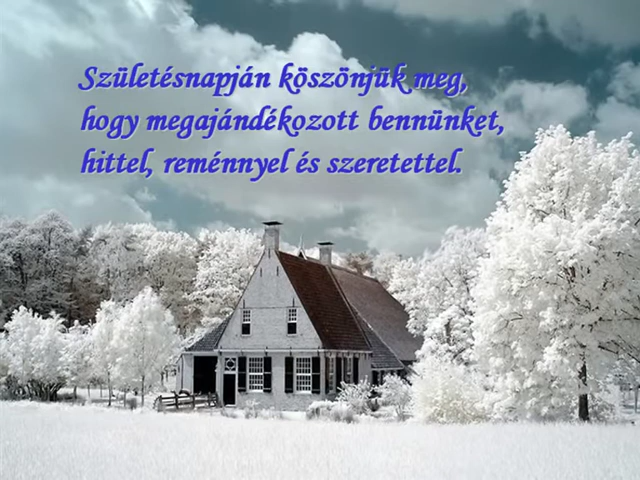 Születésnapján köszönjük meg,
hogy megajándékozott bennünket,
hittel, reménnyel és szeretettel.